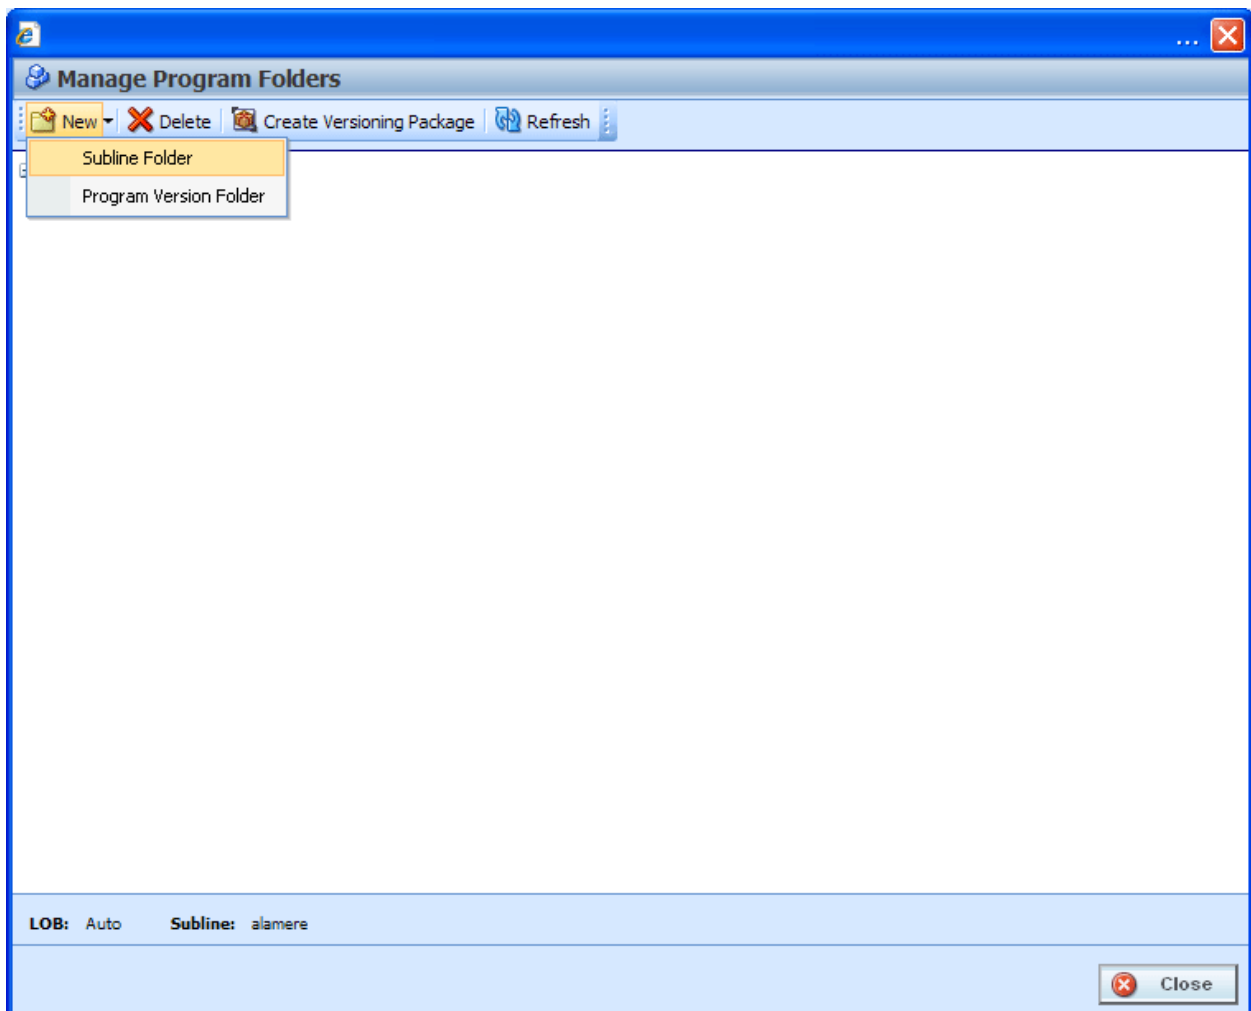 ...
Manage Program Folders
New Delete Create Versioning Package Refresh
Subline Folder
Program Version Folder
LOB: Auto Subline: alamere
Close